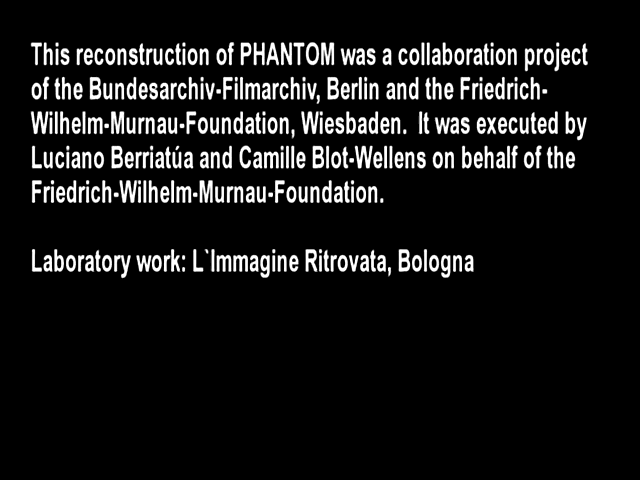 This reconstruction of PHANTOM was a collaboration project
of the Bundesarchiv-Filmarchiv, Berlin and the Friedrich-
Wilhelm-Murnau-Foundation, Wiesbaden.  It was executed by
Luciano Berriatúa and Camille Blot-Wellens on behalf of the
Friedrich-Wilhelm-Murnau-Foundation.

Laboratory work: L`Immagine Ritrovata, Bologna